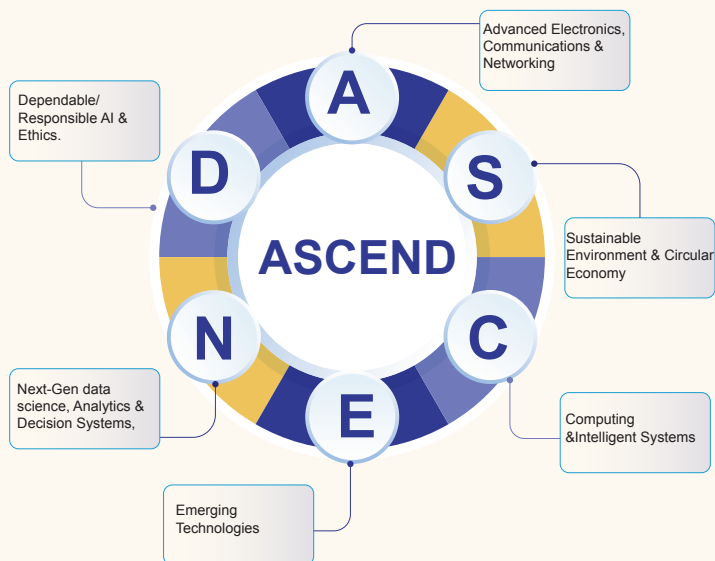 A
Advanced Electronics,
Communications &
Networking
S
Sustainable
Environment & Circular
Economy
C
Computing
&Intelligent Systems
E
Emerging
Technologies
N
Next-Gen data
science, Analytics &
Decision Systems,
D
Dependable/
Responsible AI &
Ethics.
ASCEND